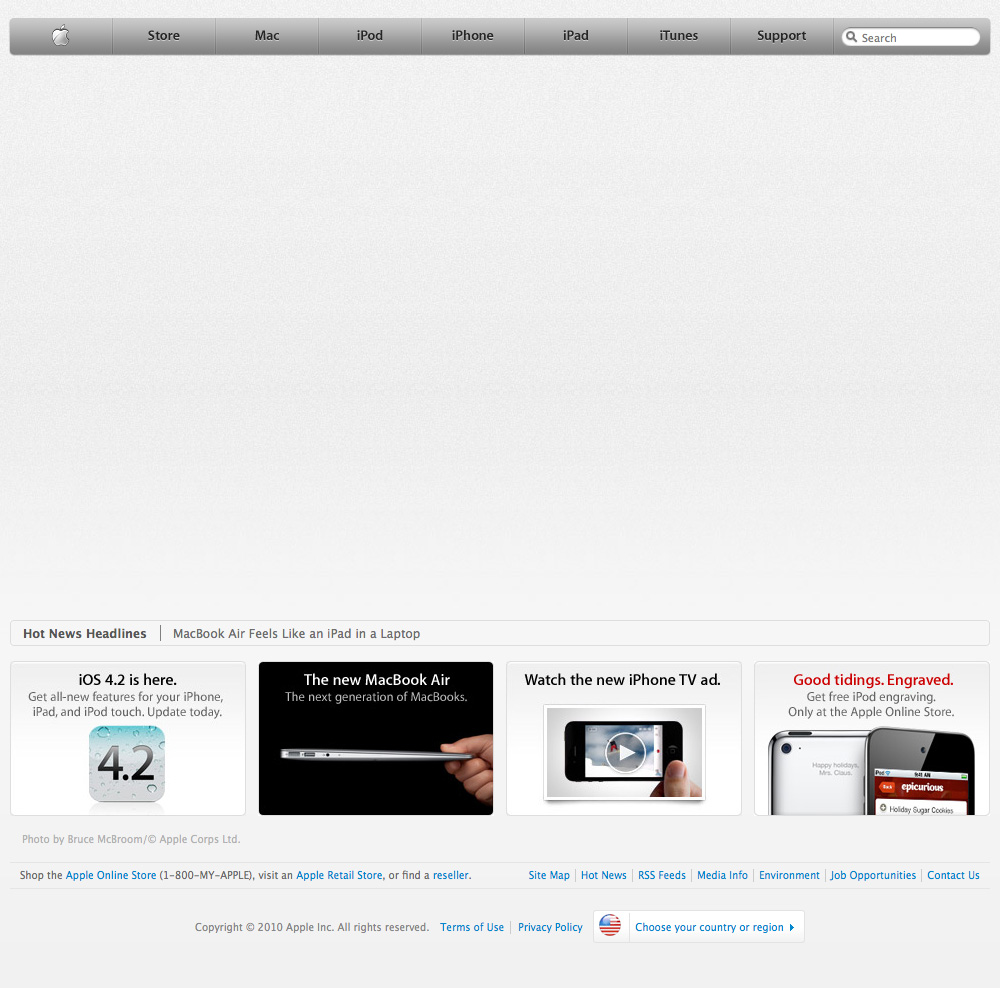 Store Mac iPod iPhone iPad iTunes Support Search
Hot News Headlines MacBook Air Feels Like an iPad in a Laptop
iOS 4.2 is here.
Get all-new features for your iPhone,
iPad, and iPod touch. Update today.
4.2
The new MacBook Air
The next generation of MacBooks.
Watch the new iPhone TV ad.
Good tidings. Engraved.
Get free iPod engraving.
Only at the Apple Online Store.
Happy holidays,
Mrs. Claus.
iPod 9:41 AM
Back epicurious
Holiday Sugar Cookies
Photo by Bruce McBroom/© Apple Corps Ltd.
Shop the Apple Online Store (1-800-MY-APPLE), visit an Apple Retail Store, or find a reseller.
Site Map Hot News RSS Feeds Media Info Environment Job Opportunities Contact Us
Copyright © 2010 Apple Inc. All rights reserved. Terms of Use Privacy Policy Choose your country or region